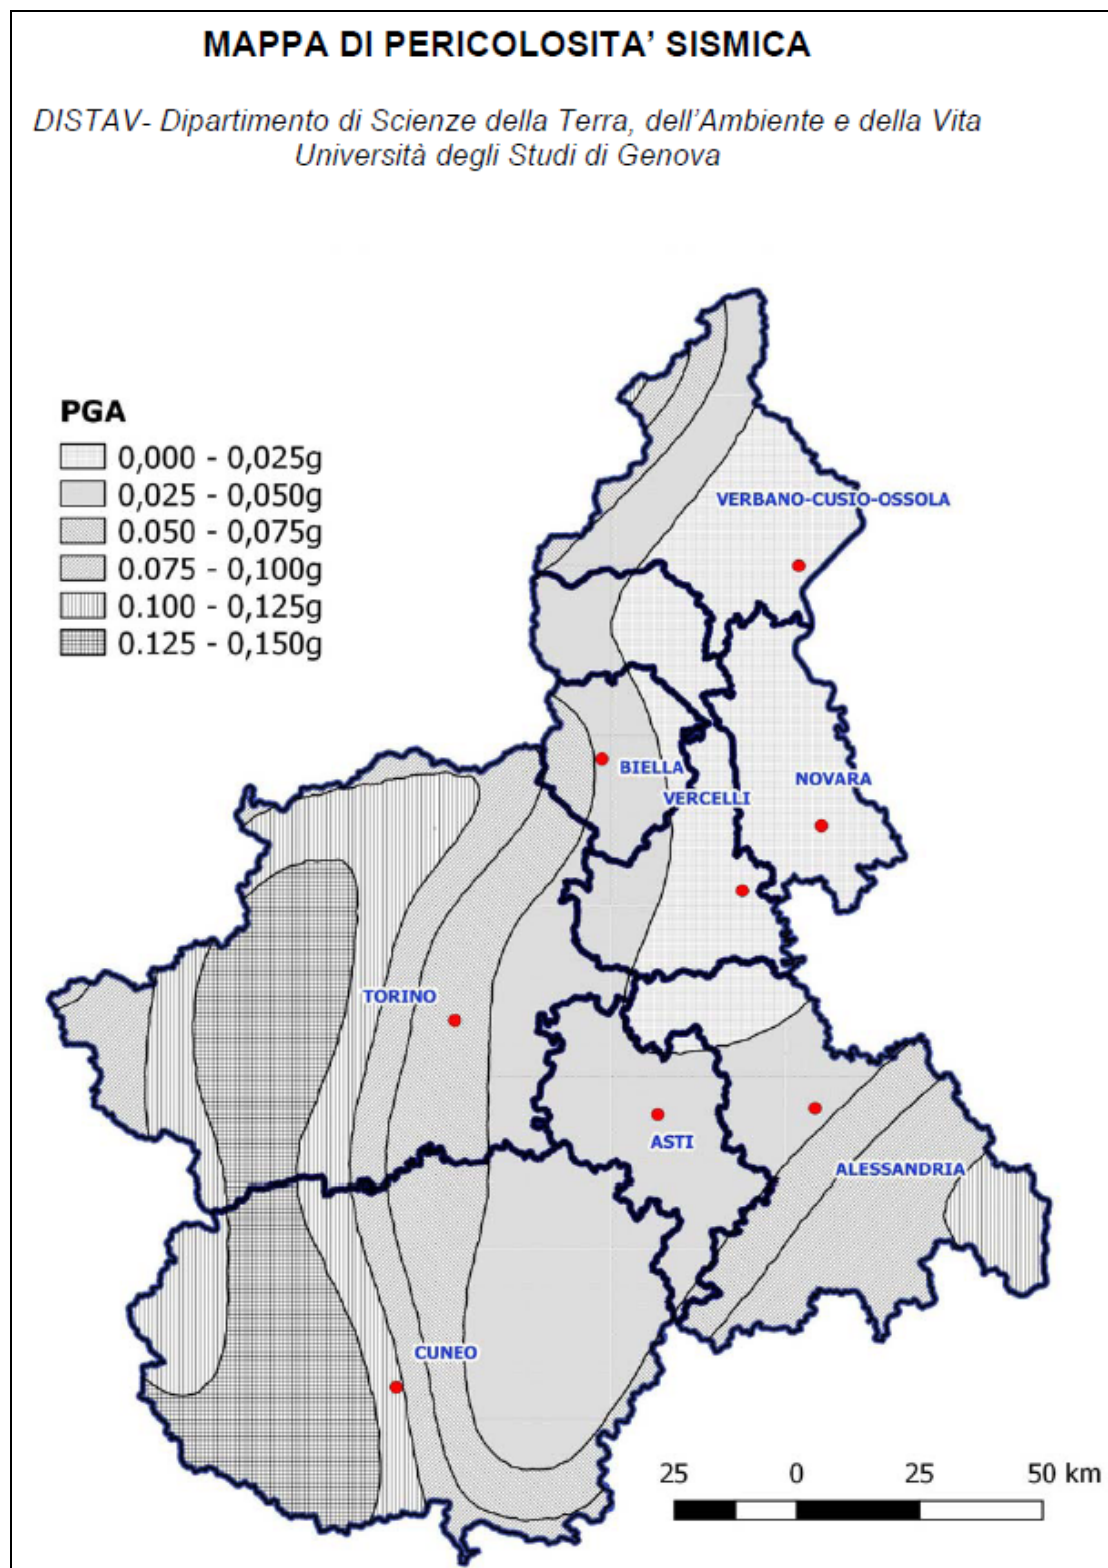 MAPPA DI PERICOLOSITA' SISMICA
DISTAV- Dipartimento di Scienze della Terra, dell'Ambiente e della Vita
Università degli Studi di Genova
PGA
0,000 - 0,025g
0,025 - 0,050g
0.050 - 0,075g
0.075 - 0,100g
0.100 - 0,125g
0.125 - 0,150g
VERBANO-CUSIO-OSSOLA
BIELLA
NOVARA
VERCELLI
TORINO
ASTI
ALESSANDRIA
CUNEO
25 0 25 50 km